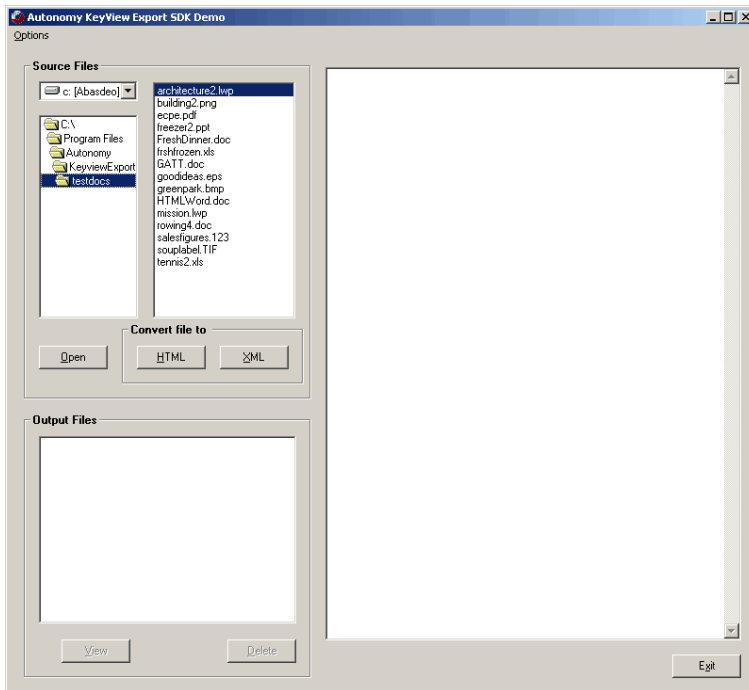 Autonomy KeyView Export SDK Demo
Options
Source Files
c: [Abasdeo]
C:\
Program Files
Autonomy
KeyviewExport
testdocs
architecture2.lwp
building2.png
ecpe.pdf
freezer2.ppt
FreshDinner.doc
frshfrozen.xls
GATT.doc
goodideas.eps
greenpark.bmp
HTMLWord.doc
mission.lwp
rowing4.doc
salesfigures.123
souplabel.TIF
tennis2.xls
Convert file to
Open
HTML
XML
Output Files
View
Delete
Exit